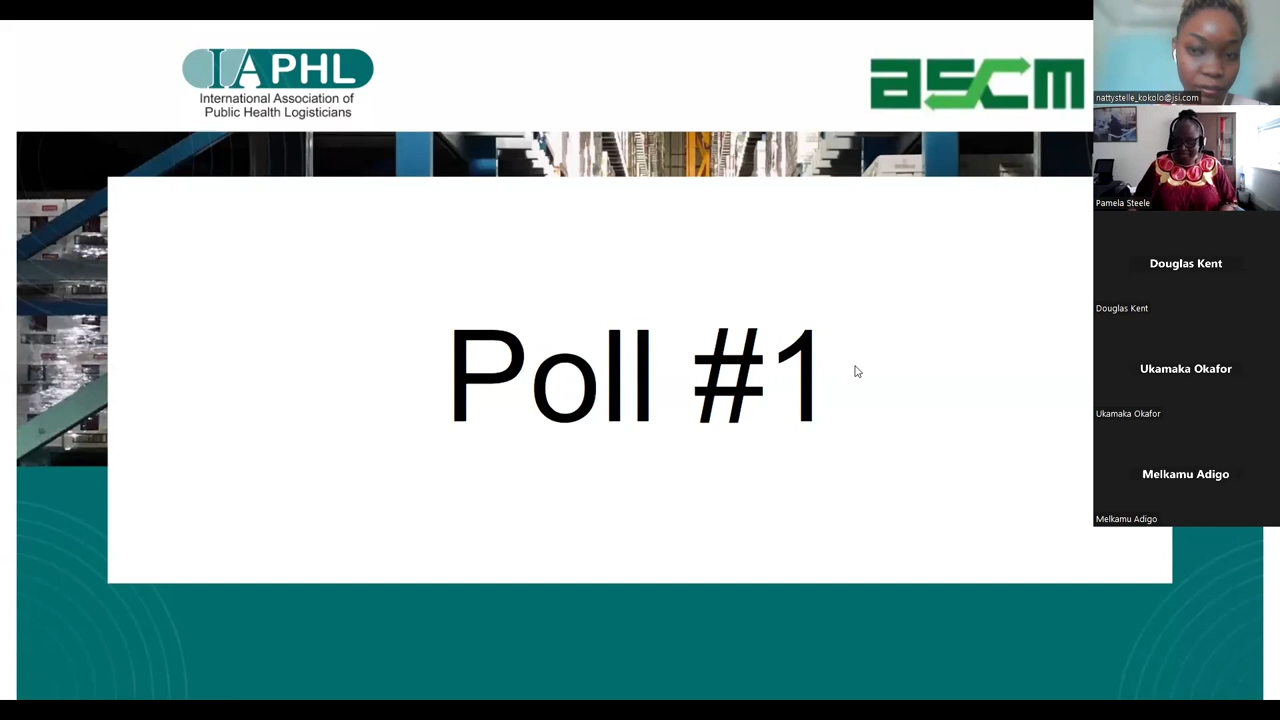 IAPHL
International Association of
Public Health Logisticians
ascm
Poll #1
nattystelle_kokolo@jsi.com
Pamela Steele
Douglas Kent
Douglas Kent
Ukamaka Okafor
Ukamaka Okafor
Melkamu Adigo
Melkamu Adigo